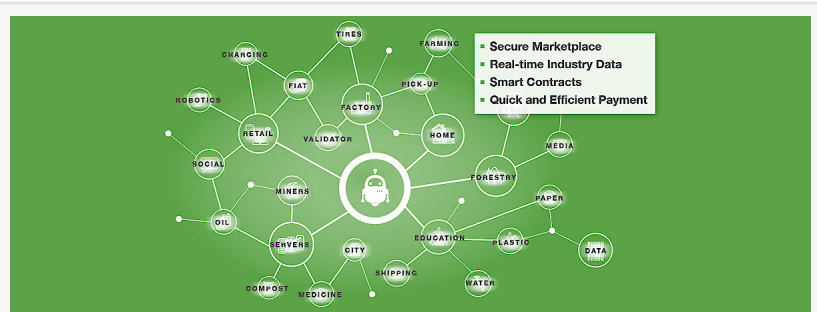 TIRES
FARMING
Secure Marketplace
Real-time Industry Data
Smart Contracts
Quick and Efficient Payment
CHARGING
FIAT
PICK-UP
ROBOTICS
FACTORY
RETAIL
VALIDATOR
HOME
MEDIA
SOCIAL
FORESTRY
MINERS
PAPER
OIL
SERVERS
CITY
EDUCATION
PLASTIC
DATA
SHIPPING
WATER
COMPOST
MEDICINE